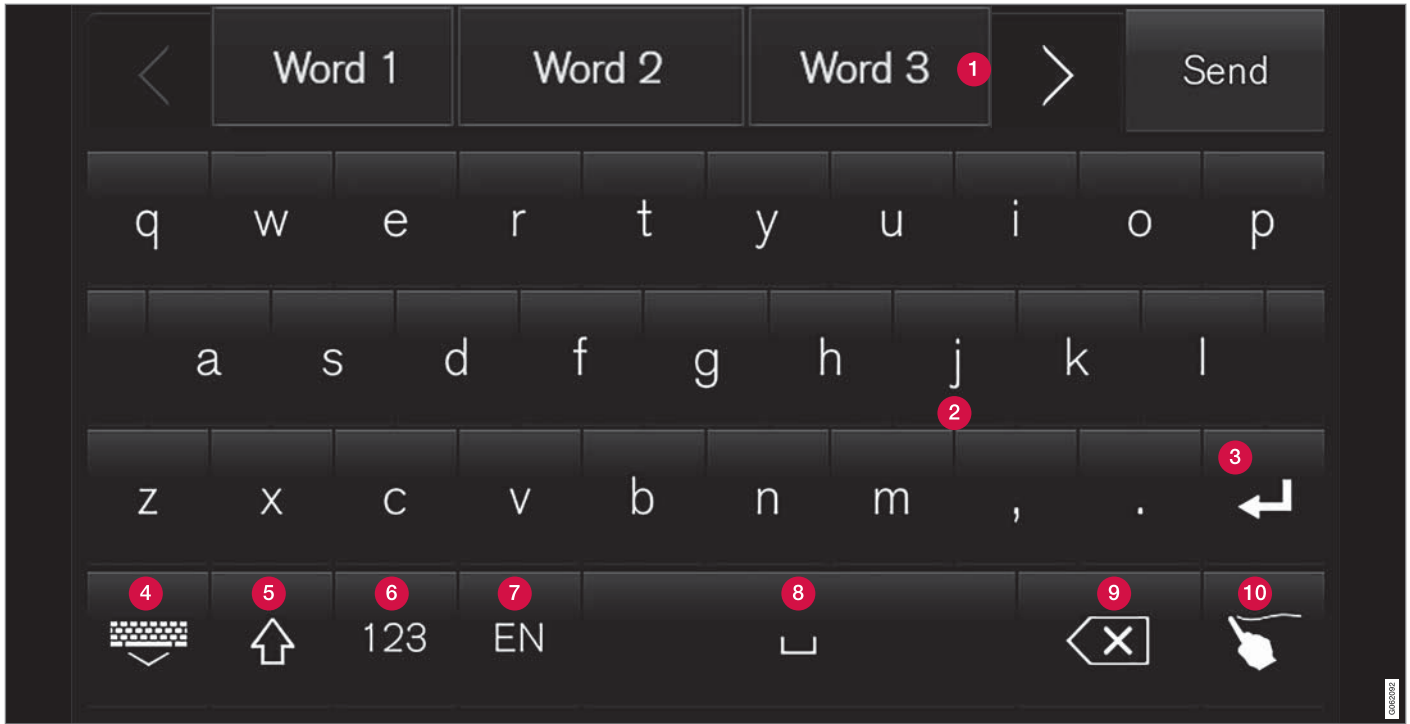 Word 1 Word 2 Word 3 1 Send
q w e r t y u i o p
a s d f g h j k l
2
3
z x c v b n m , .
4 5 6 7 8 9 10
123 EN
G062092